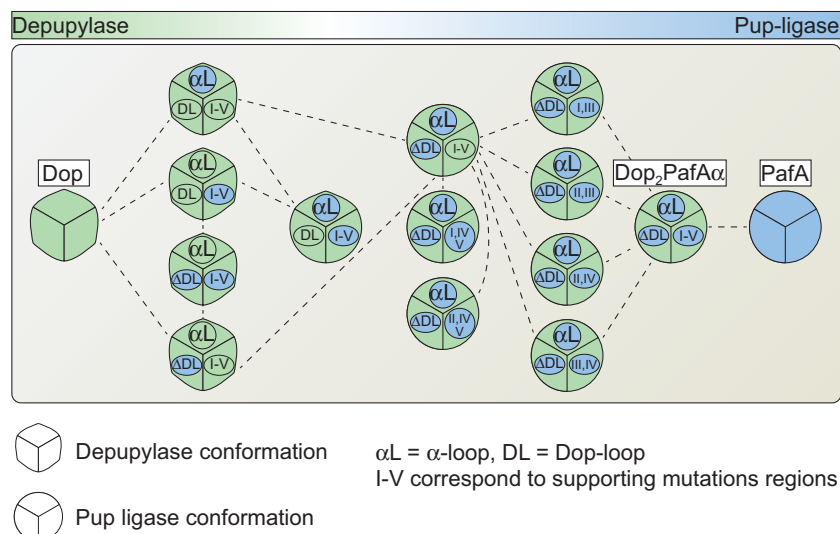 Depupylase
Pup-ligase
αL
DL
I-V
αL
DL
I-V
αL
ΔDL
I-V
αL
ΔDL
I-V
Dop
αL
DL
I-V
αL
ΔDL
I-V
αL
ΔDL
I,IV
V
αL
ΔDL
II,IV
V
αL
ΔDL
I,III
αL
ΔDL
II,III
αL
ΔDL
II,IV
αL
ΔDL
III,IV
Dop₂PafAα
αL
ΔDL
I-V
PafA
Depupylase conformation
Pup ligase conformation
αL = α-loop, DL = Dop-loop
I-V correspond to supporting mutations regions